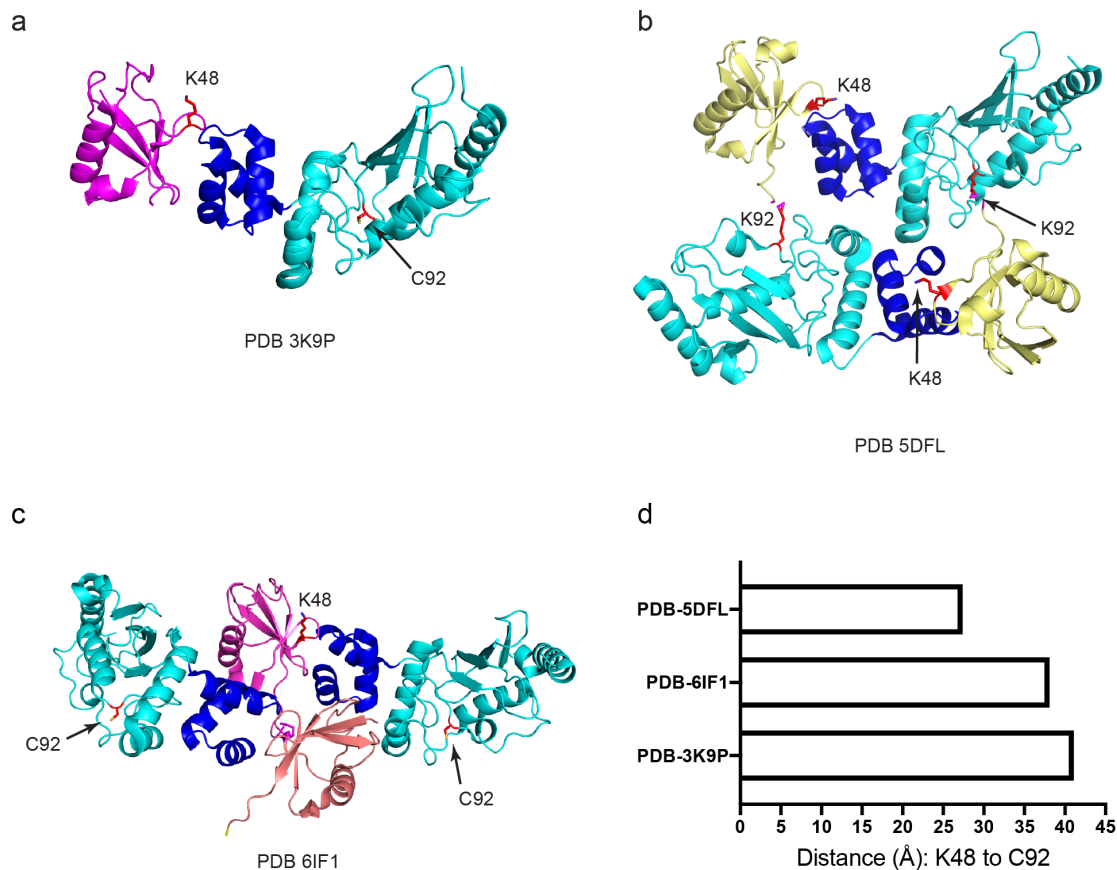 a
K48
C92
PDB 3K9P
b
K48
K92
K92
K48
PDB 5DFL
c
K48
C92
C92
PDB 6IF1
d
PDB-5DFL
PDB-6IF1
PDB-3K9P
0 5 10 15 20 25 30 35 40 45
Distance (Å): K48 to C92